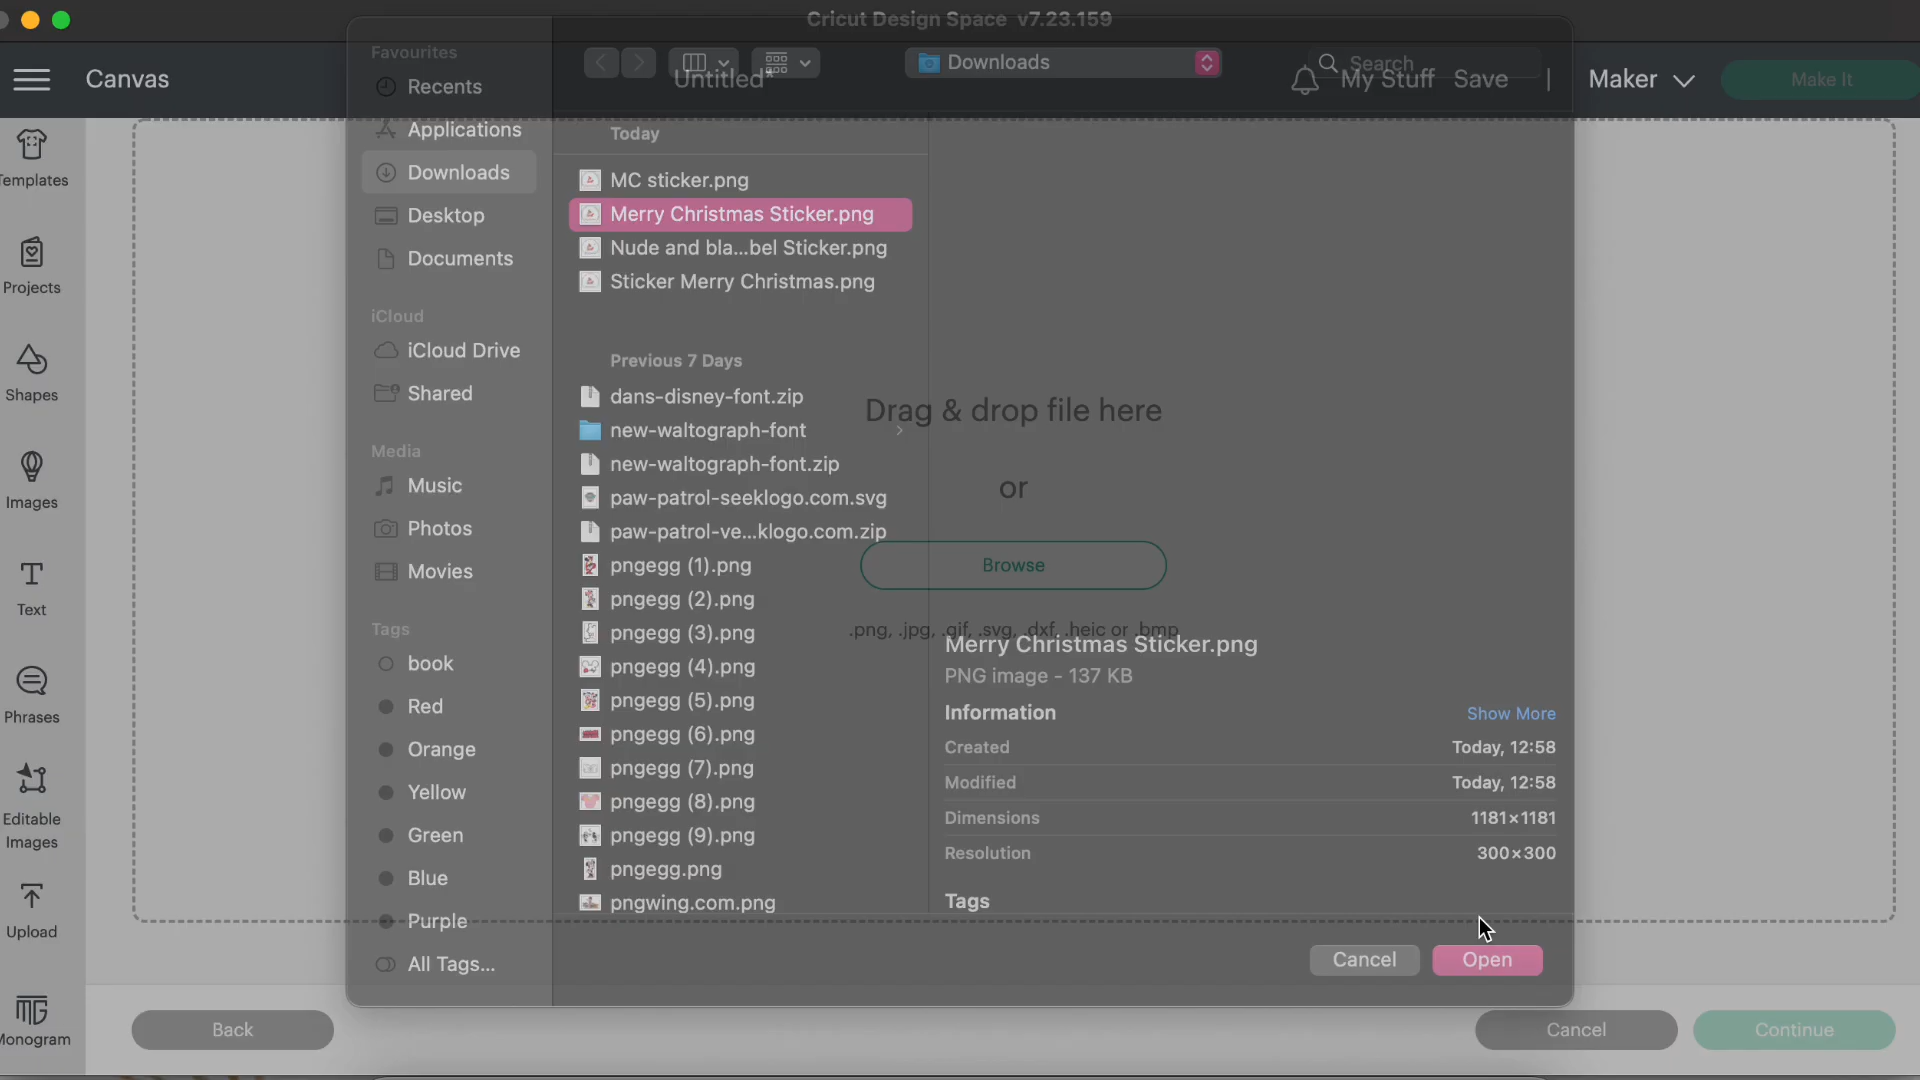 Cricut Design Space v7.23.159
Canvas
Untitled*
My Stuff
Save
|
Maker
Make It
Templates
Projects
Shapes
Images
Text
Phrases
Editable
Images
Upload
Monogram
Favourites
Recents
Applications
Downloads
Desktop
Documents
iCloud
iCloud Drive
Shared
Media
Music
Photos
Movies
Tags
book
Red
Orange
Yellow
Green
Blue
Purple
All Tags...
Downloads
Search
Today
MC sticker.png
Merry Christmas Sticker.png
Nude and bla...bel Sticker.png
Sticker Merry Christmas.png
Previous 7 Days
dans-disney-font.zip
new-waltograph-font
new-waltograph-font.zip
paw-patrol-seeklogo.com.svg
paw-patrol-ve...klogo.com.zip
pngegg (1).png
pngegg (2).png
pngegg (3).png
pngegg (4).png
pngegg (5).png
pngegg (6).png
pngegg (7).png
pngegg (8).png
pngegg (9).png
pngegg.png
pngwing.com.png
Drag & drop file here
or
Browse
.png, .jpg, .gif, .svg, .dxf, .heic or .bmp
Merry Christmas Sticker.png
PNG image - 137 KB
Information
Show More
Created Today, 12:58
Modified Today, 12:58
Dimensions 1181×1181
Resolution 300×300
Tags
Cancel
Open
Back
Cancel
Continue